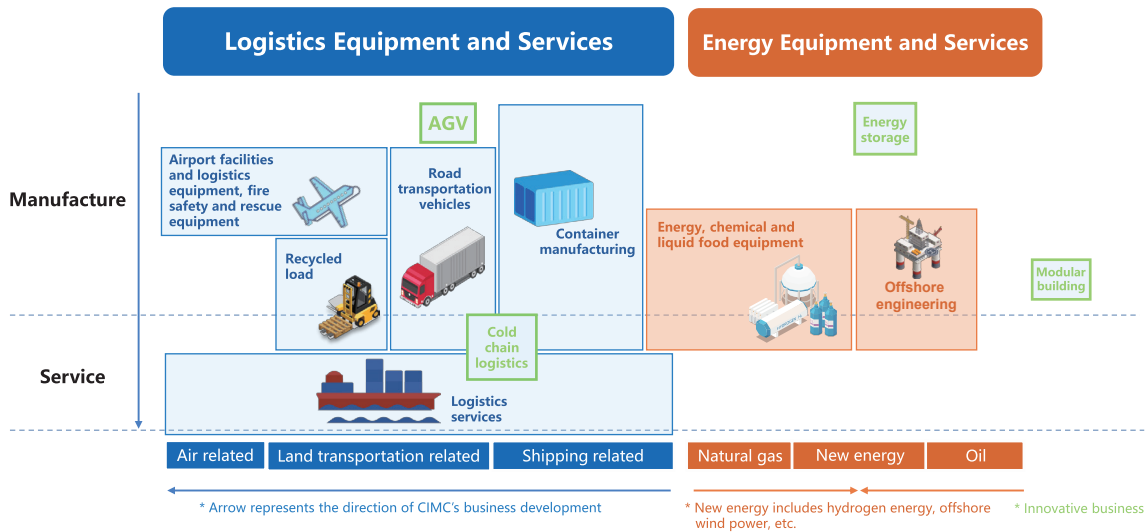 Logistics Equipment and Services
Energy Equipment and Services
AGV
Energy
storage
Airport facilities
and logistics
equipment, fire
safety and rescue
equipment
Road
transportation
vehicles
Manufacture
Container
manufacturing
Energy, chemical and
liquid food equipment
Recycled
load
Offshore
engineering
Modular
building
Cold
chain
logistics
Service
Logistics
services
Air related
Land transportation related
Shipping related
Natural gas
New energy
Oil
* Arrow represents the direction of CIMC's business development
* New energy includes hydrogen energy, offshore
wind power, etc.
* Innovative business